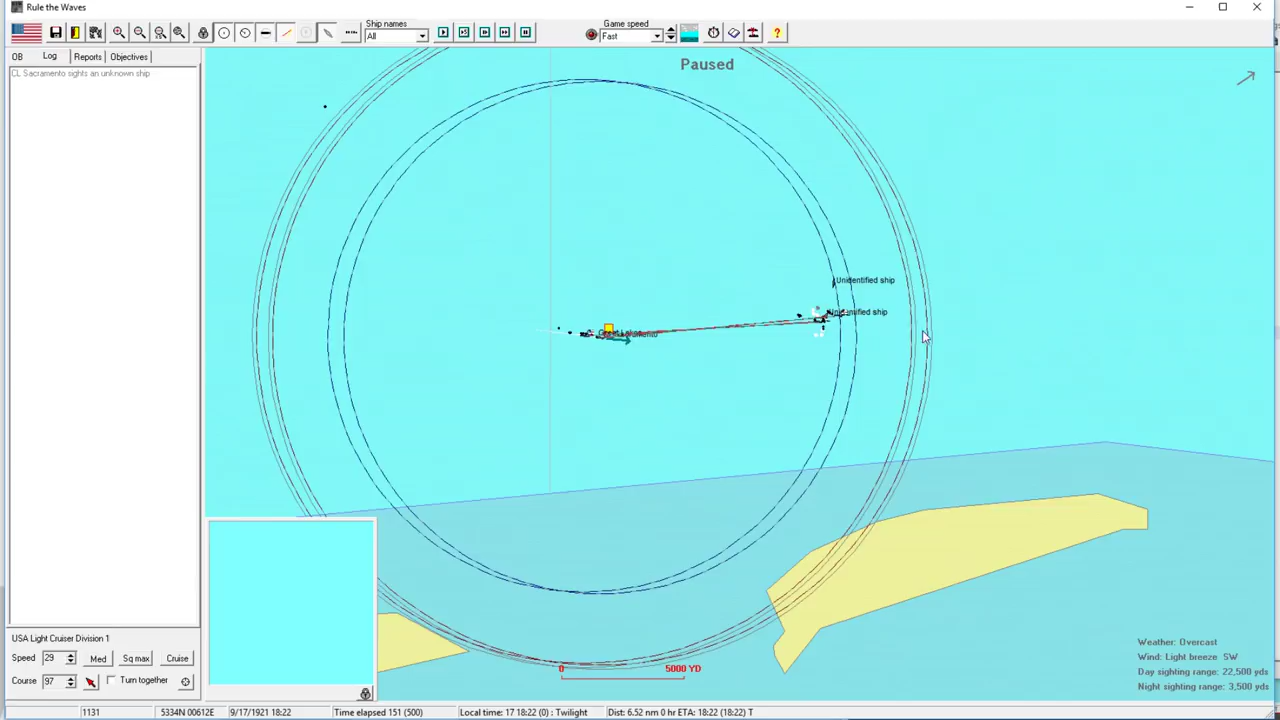 Rule the Waves
Ship names
All
Game speed
Fast
OB
Log
Reports
Objectives
CL Sacramento sights an unknown ship
Paused
Unidentified ship
Unidentified ship
USA Light Cruiser Division 1
Speed
29
Med
Sq max
Cruise
Course
97
Turn together
0
5000 YD
Weather: Overcast
Wind: Light breeze SW
Day sighting range: 22,500 yds
Night sighting range: 3,500 yds
1131
5334N 00612E
9/17/1921 18:22
Time elapsed 151 (500)
Local time: 17 18:22 (0) : Twilight
Dist: 6.52 nm 0 hr ETA: 18:22 (18:22) T